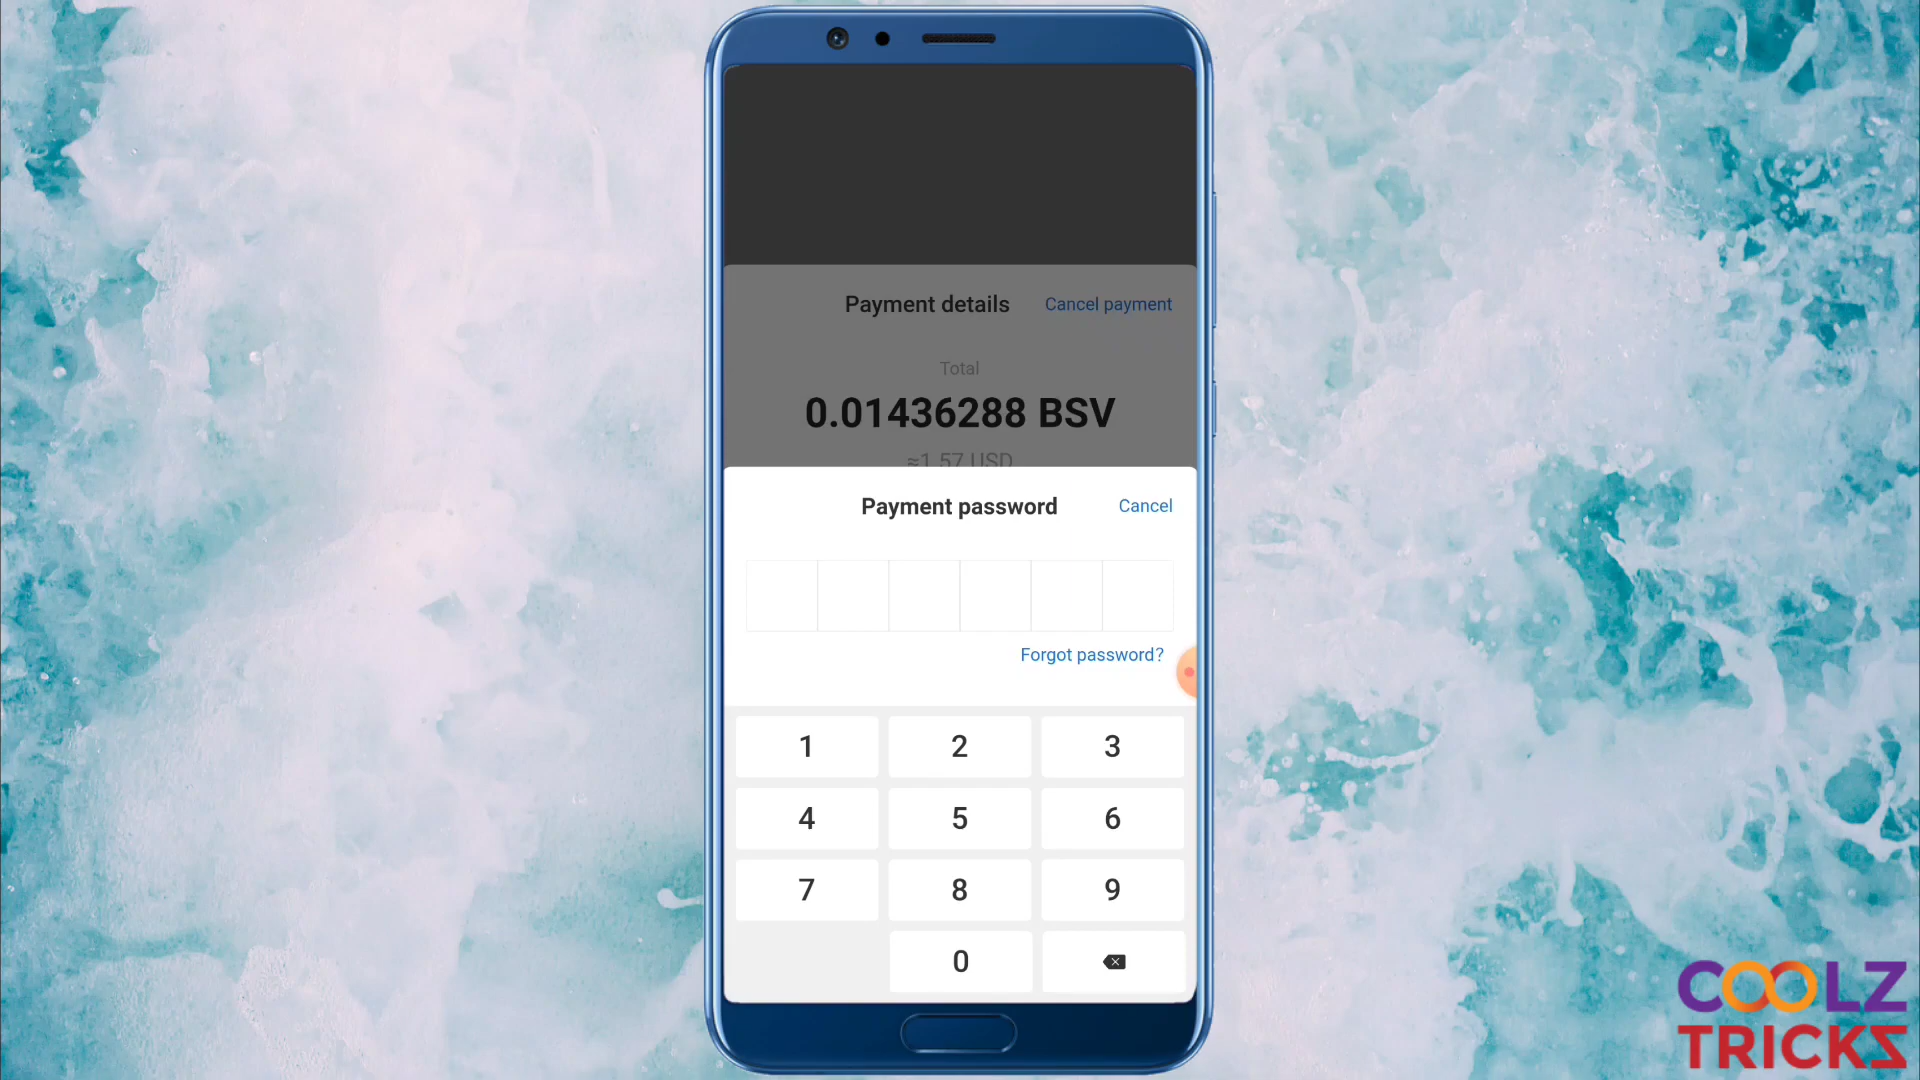 Payment details
Cancel payment
Total
0.01436288 BSV
≈1.57 USD
Payment password
Cancel
Forgot password?
1 2 3
4 5 6
7 8 9
0
COOLZ
TRICKS